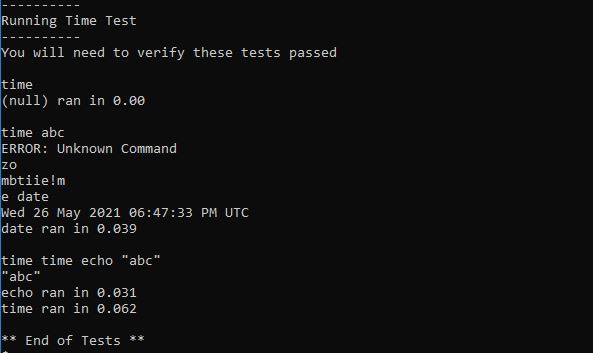 ----------
Running Time Test
----------
You will need to verify these tests passed
time
(null) ran in 0.00
time abc
ERROR: Unknown Command
zo
mbtiie!m
e date
Wed 26 May 2021 06:47:33 PM UTC
date ran in 0.039
time time echo "abc"
"abc"
echo ran in 0.031
time ran in 0.062
** End of Tests **